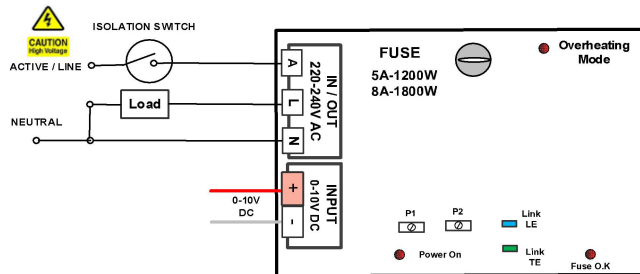 CAUTION
High Voltage
ISOLATION SWITCH
ACTIVE / LINE
Load
NEUTRAL
A
L
N
IN / OUT
220-240V AC
+
-
INPUT
0-10V DC
0-10V
DC
FUSE
5A-1200W
8A-1800W
Overheating
Mode
P1
P2
Link
LE
Power On
Link
TE
Fuse O.K